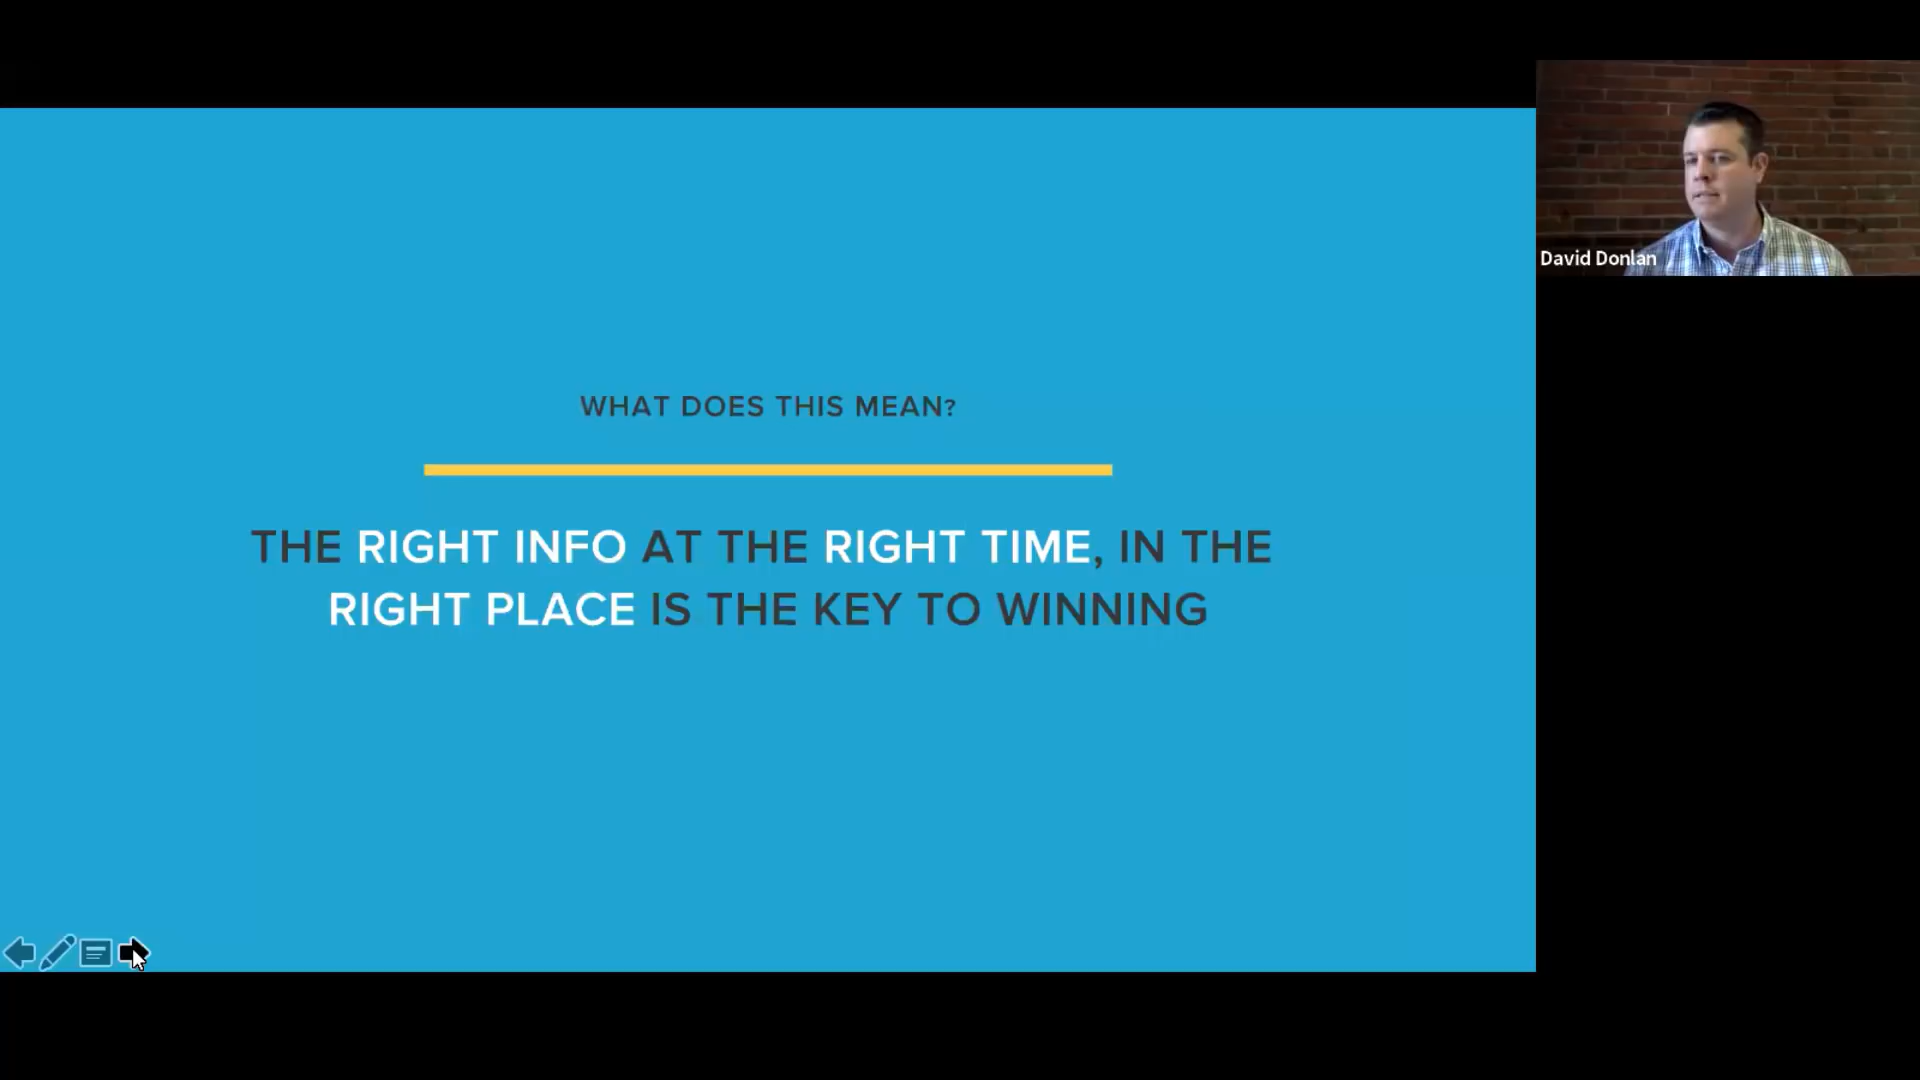 WHAT DOES THIS MEAN?
THE RIGHT INFO AT THE RIGHT TIME, IN THE
RIGHT PLACE IS THE KEY TO WINNING
David Donlan